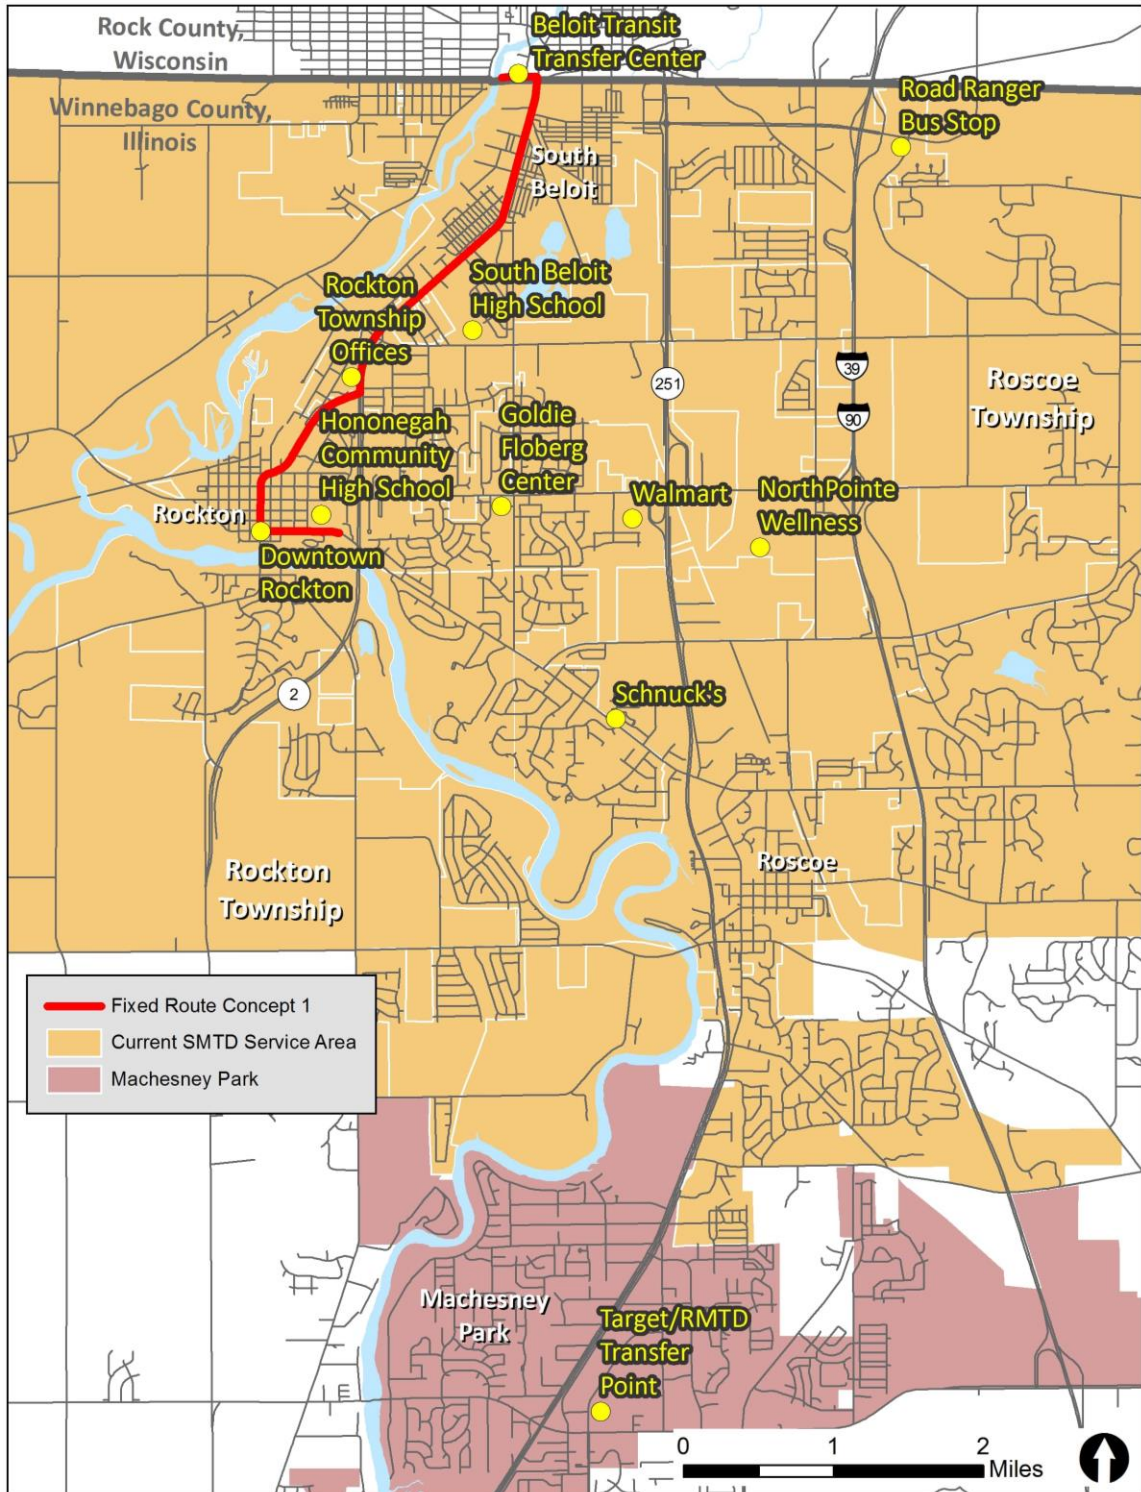 Rock County,
Wisconsin
Beloit Transit
Transfer Center
Winnebago County,
Illinois
Road Ranger
Bus Stop
South
Beloit
South Beloit
High School
Rockton
Township
Offices
39
251
90
Roscoe
Township
Hononegah
Community
High School
Goldie
Floberg
Center
Walmart
NorthPointe
Wellness
Rockton
Downtown
Rockton
2
Schnuck's
Rockton
Township
Roscoe
Fixed Route Concept 1
Current SMTD Service Area
Machesney Park
Machesney
Park
Target/RMTD
Transfer
Point
0 1 2
Miles